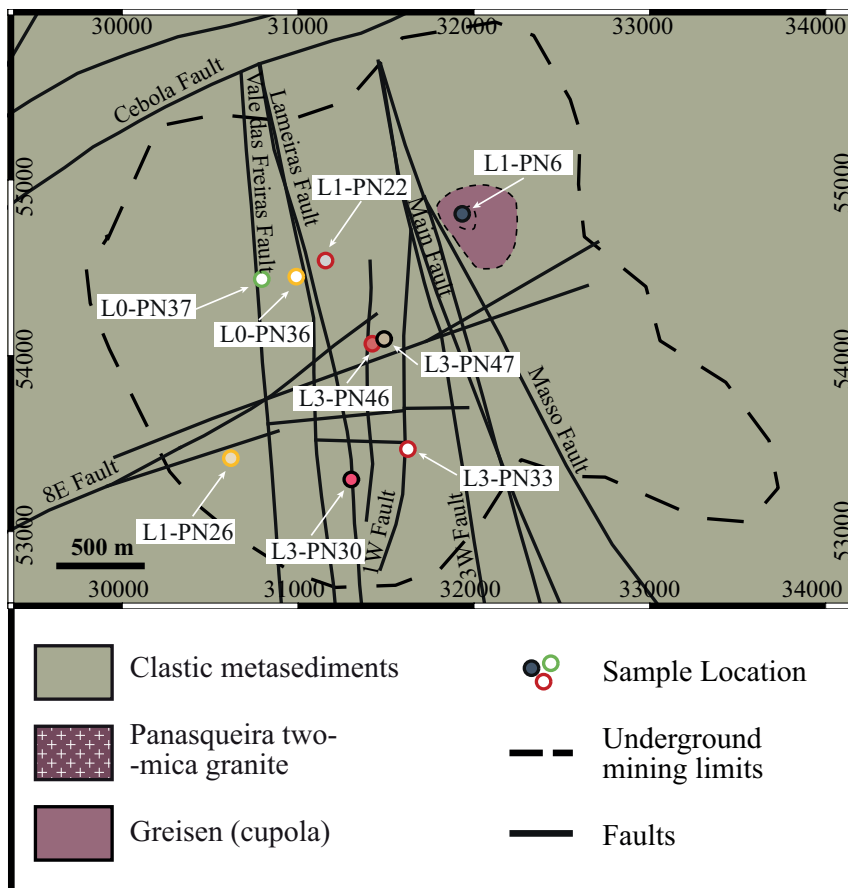 30000
31000
32000
33000
34000
Cebola Fault
Vale das Freiras Fault
Lameiras Fault
L1-PN6
L1-PN22
55000
55000
Main Fault
L0-PN37
L0-PN36
54000
54000
L3-PN47
L3-PN46
Masso Fault
8E Fault
L3-PN33
L1-PN26
L3-PN30
1W Fault
3W Fault
53000
53000
500 m
30000
31000
32000
33000
34000
Clastic metasediments
Sample Location
Panasqueira two-
-mica granite
Underground
mining limits
Greisen (cupola)
Faults